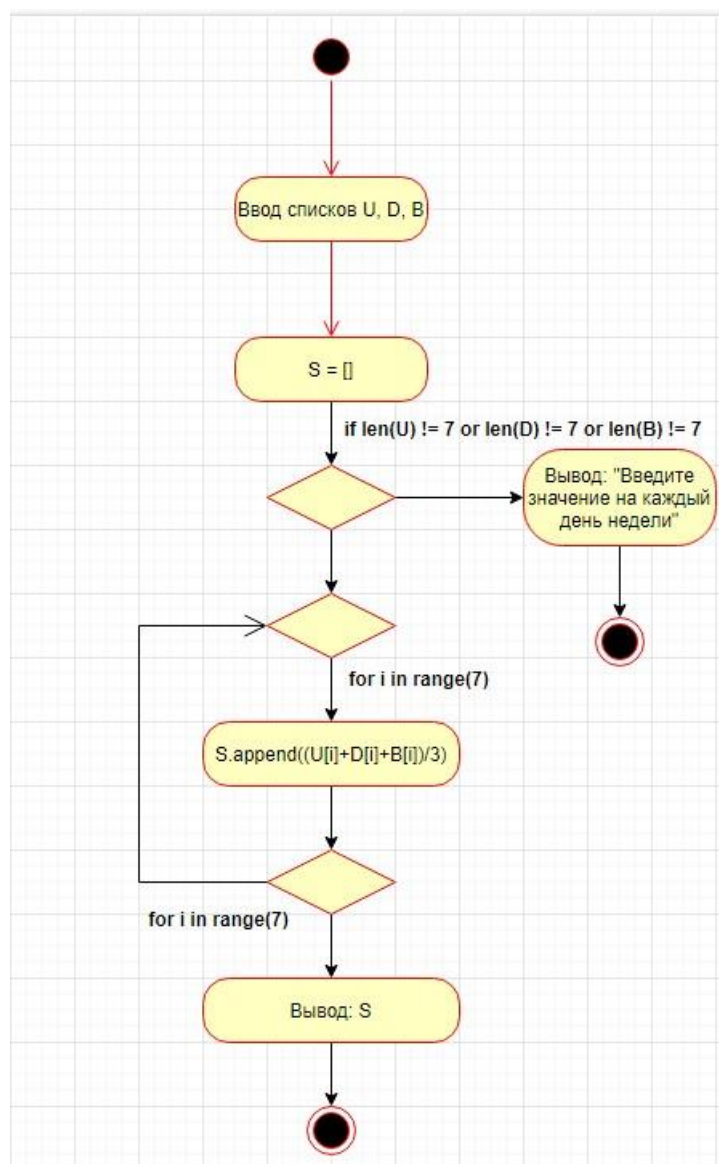 Ввод списков U, D, B
S = []
if len(U) != 7 or len(D) != 7 or len(B) != 7
Вывод: "Введите
значение на каждый
день недели"
for i in range(7)
S.append((U[i]+D[i]+B[i])/3)
for i in range(7)
Вывод: S